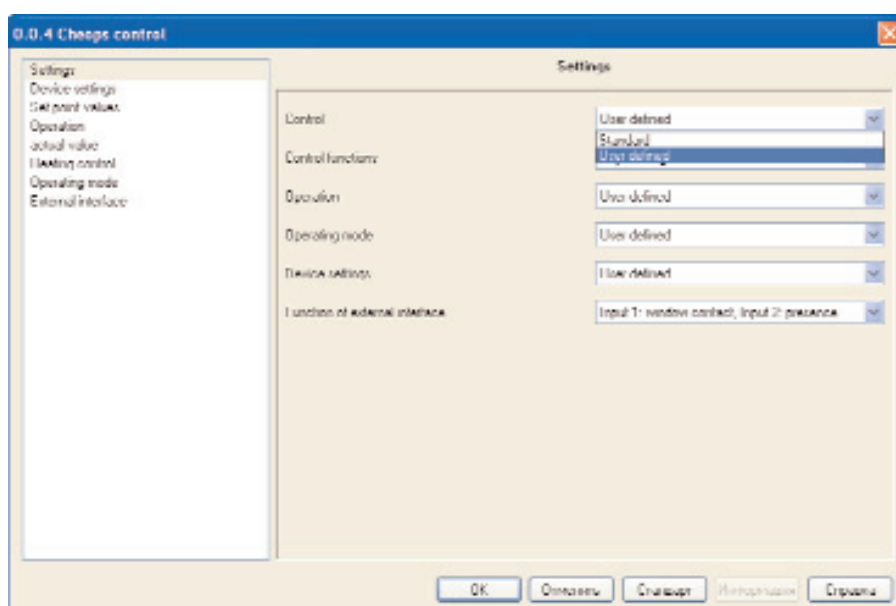 0.0.4 Cheops control
Settings
Device settings
Set point values
Operation
actual value
Heating control
Operating mode
External interface
Settings
Control
User defined
Standard
User defined
Control functions
Operation
User defined
Operating mode
User defined
Device settings
User defined
Function of external interface
Input 1: window contact, Input 2: presence
OK
Отменить
Стандарт
Информация
Справка